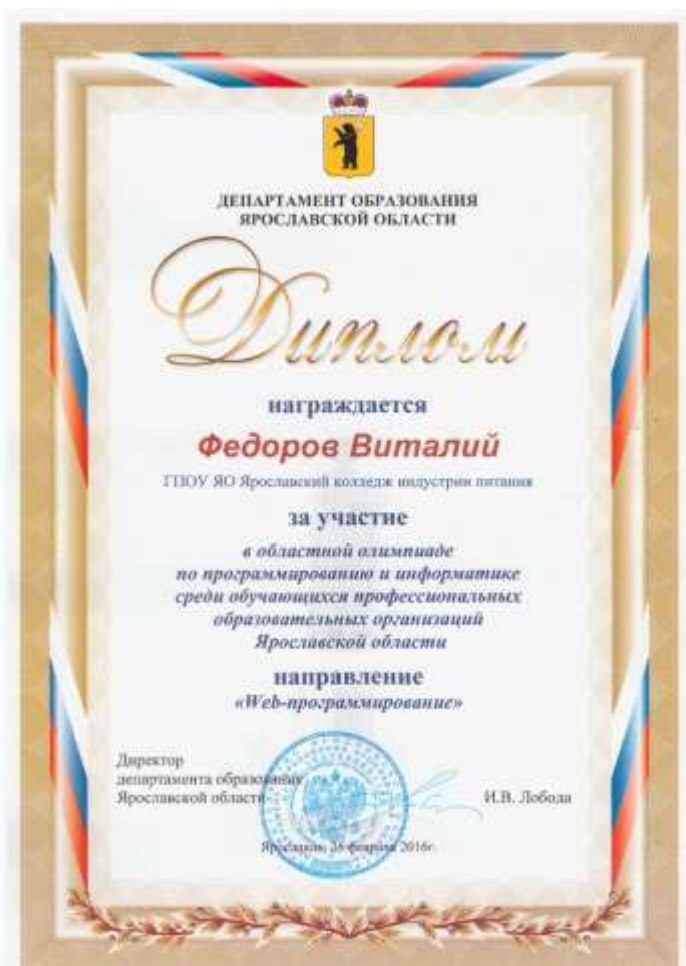 ДЕПАРТАМЕНТ ОБРАЗОВАНИЯ
ЯРОСЛАВСКОЙ ОБЛАСТИ
Диплом
награждается
Федоров Виталий
ГПОУ ЯО Ярославский колледж индустрии питания
за участие
в областной олимпиаде
по программированию и информатике
среди обучающихся профессиональных
образовательных организаций
Ярославской области
направление
«Web-программирование»
Директор
департамента образования
Ярославской области
И.В. Лобода
Ярославль, февраля 2016г.